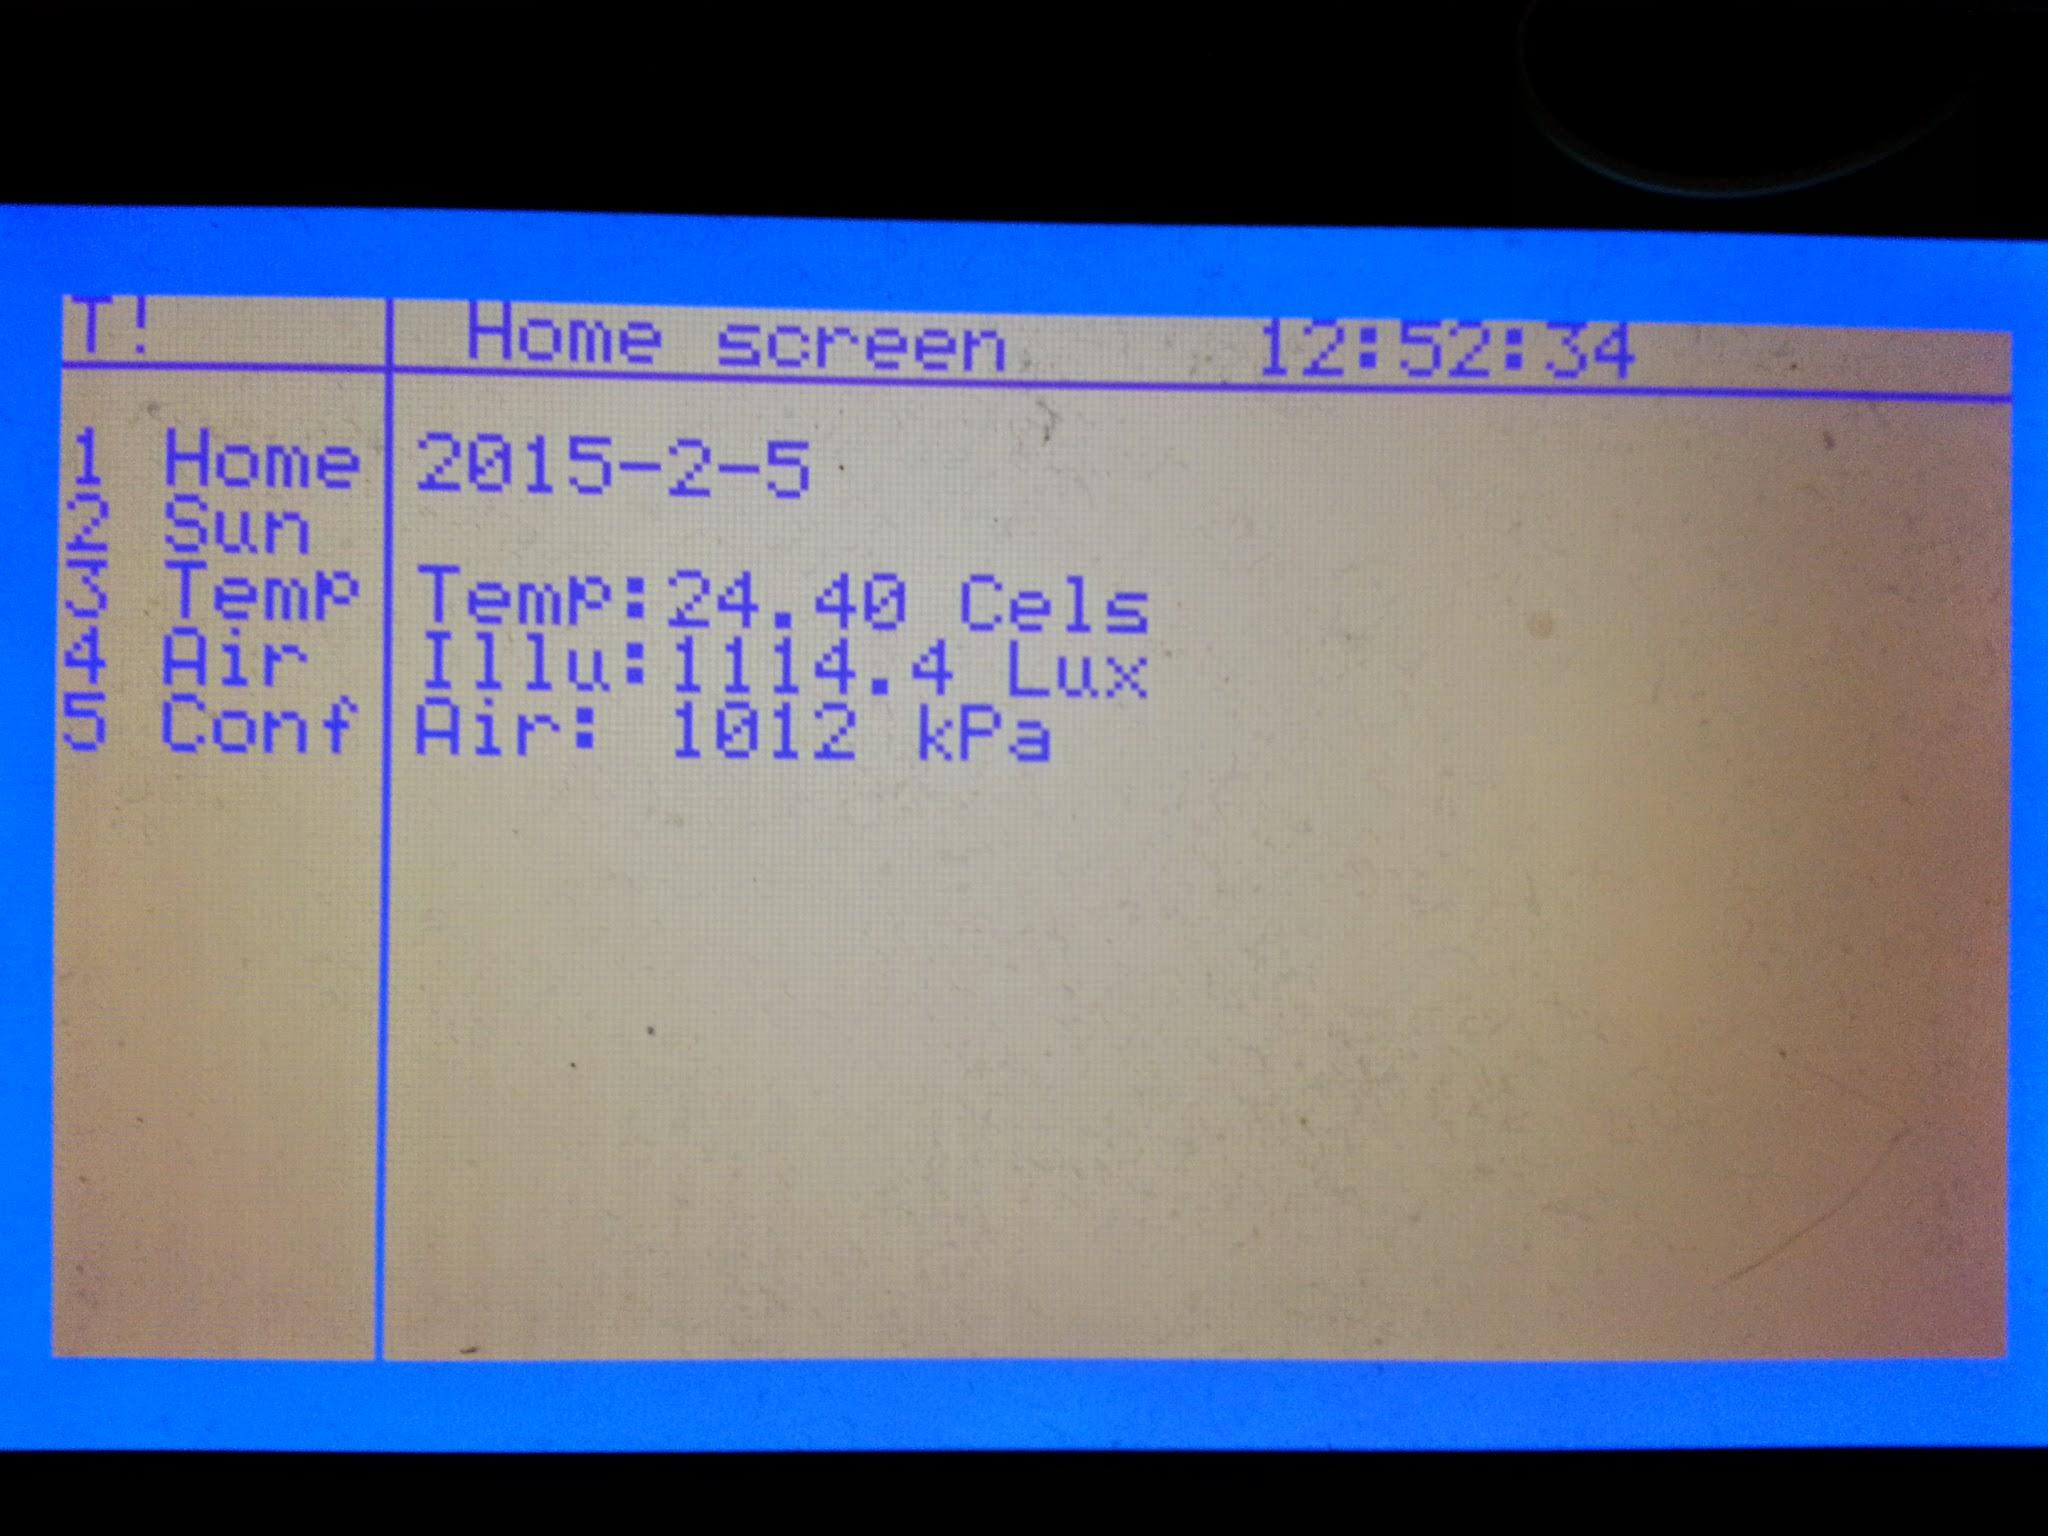 T! Home screen 12:52:34
1 Home 2015-2-5
2 Sun
3 Temp Temp:24.40 Cels
4 Air Illu:1114.4 Lux
5 Conf Air: 1012 kPa